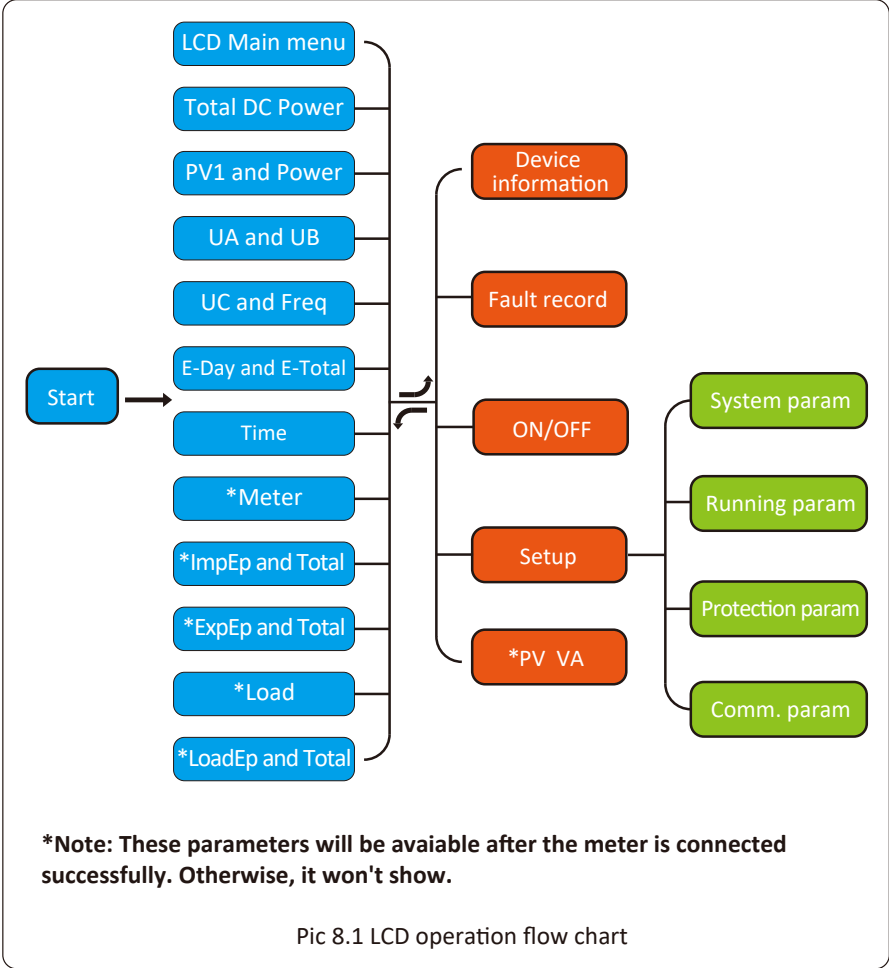 LCD Main menu
Total DC Power
PV1 and Power
UA and UB
UC and Freq
E-Day and E-Total
Time
*Meter
*ImpEp and Total
*ExpEp and Total
*Load
*LoadEp and Total
Start
Device
information
Fault record
ON/OFF
Setup
*PV VA
System param
Running param
Protection param
Comm. param
*Note: These parameters will be avaiable after the meter is connected
successfully. Otherwise, it won't show.
Pic 8.1 LCD operation flow chart